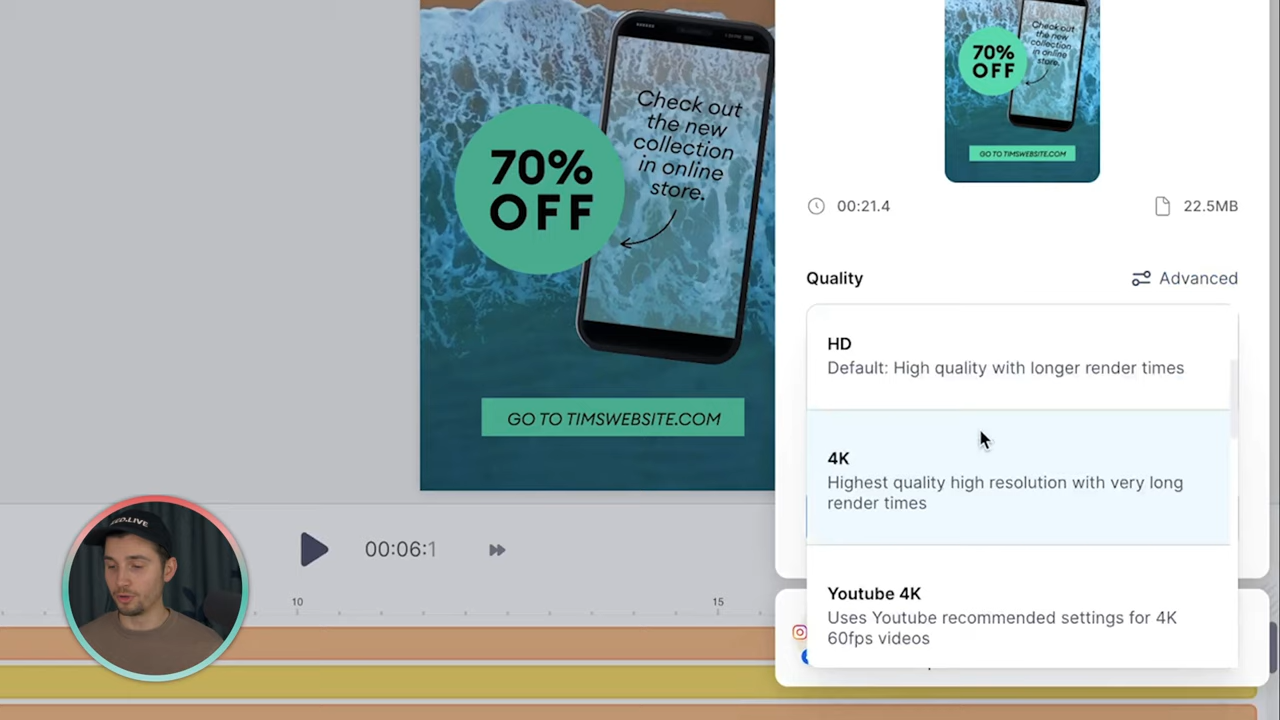 Check out
the new
collection
in online
store.
70%
OFF
GO TO TIMSWEBSITE.COM
Check out
the new
collection
in online
store.
70%
OFF
GO TO TIMSWEBSITE.COM
00:21.4
22.5MB
Quality
Advanced
HD
Default: High quality with longer render times
4K
Highest quality high resolution with very long
render times
Youtube 4K
Uses Youtube recommended settings for 4K
60fps videos
00:06:1
10
15